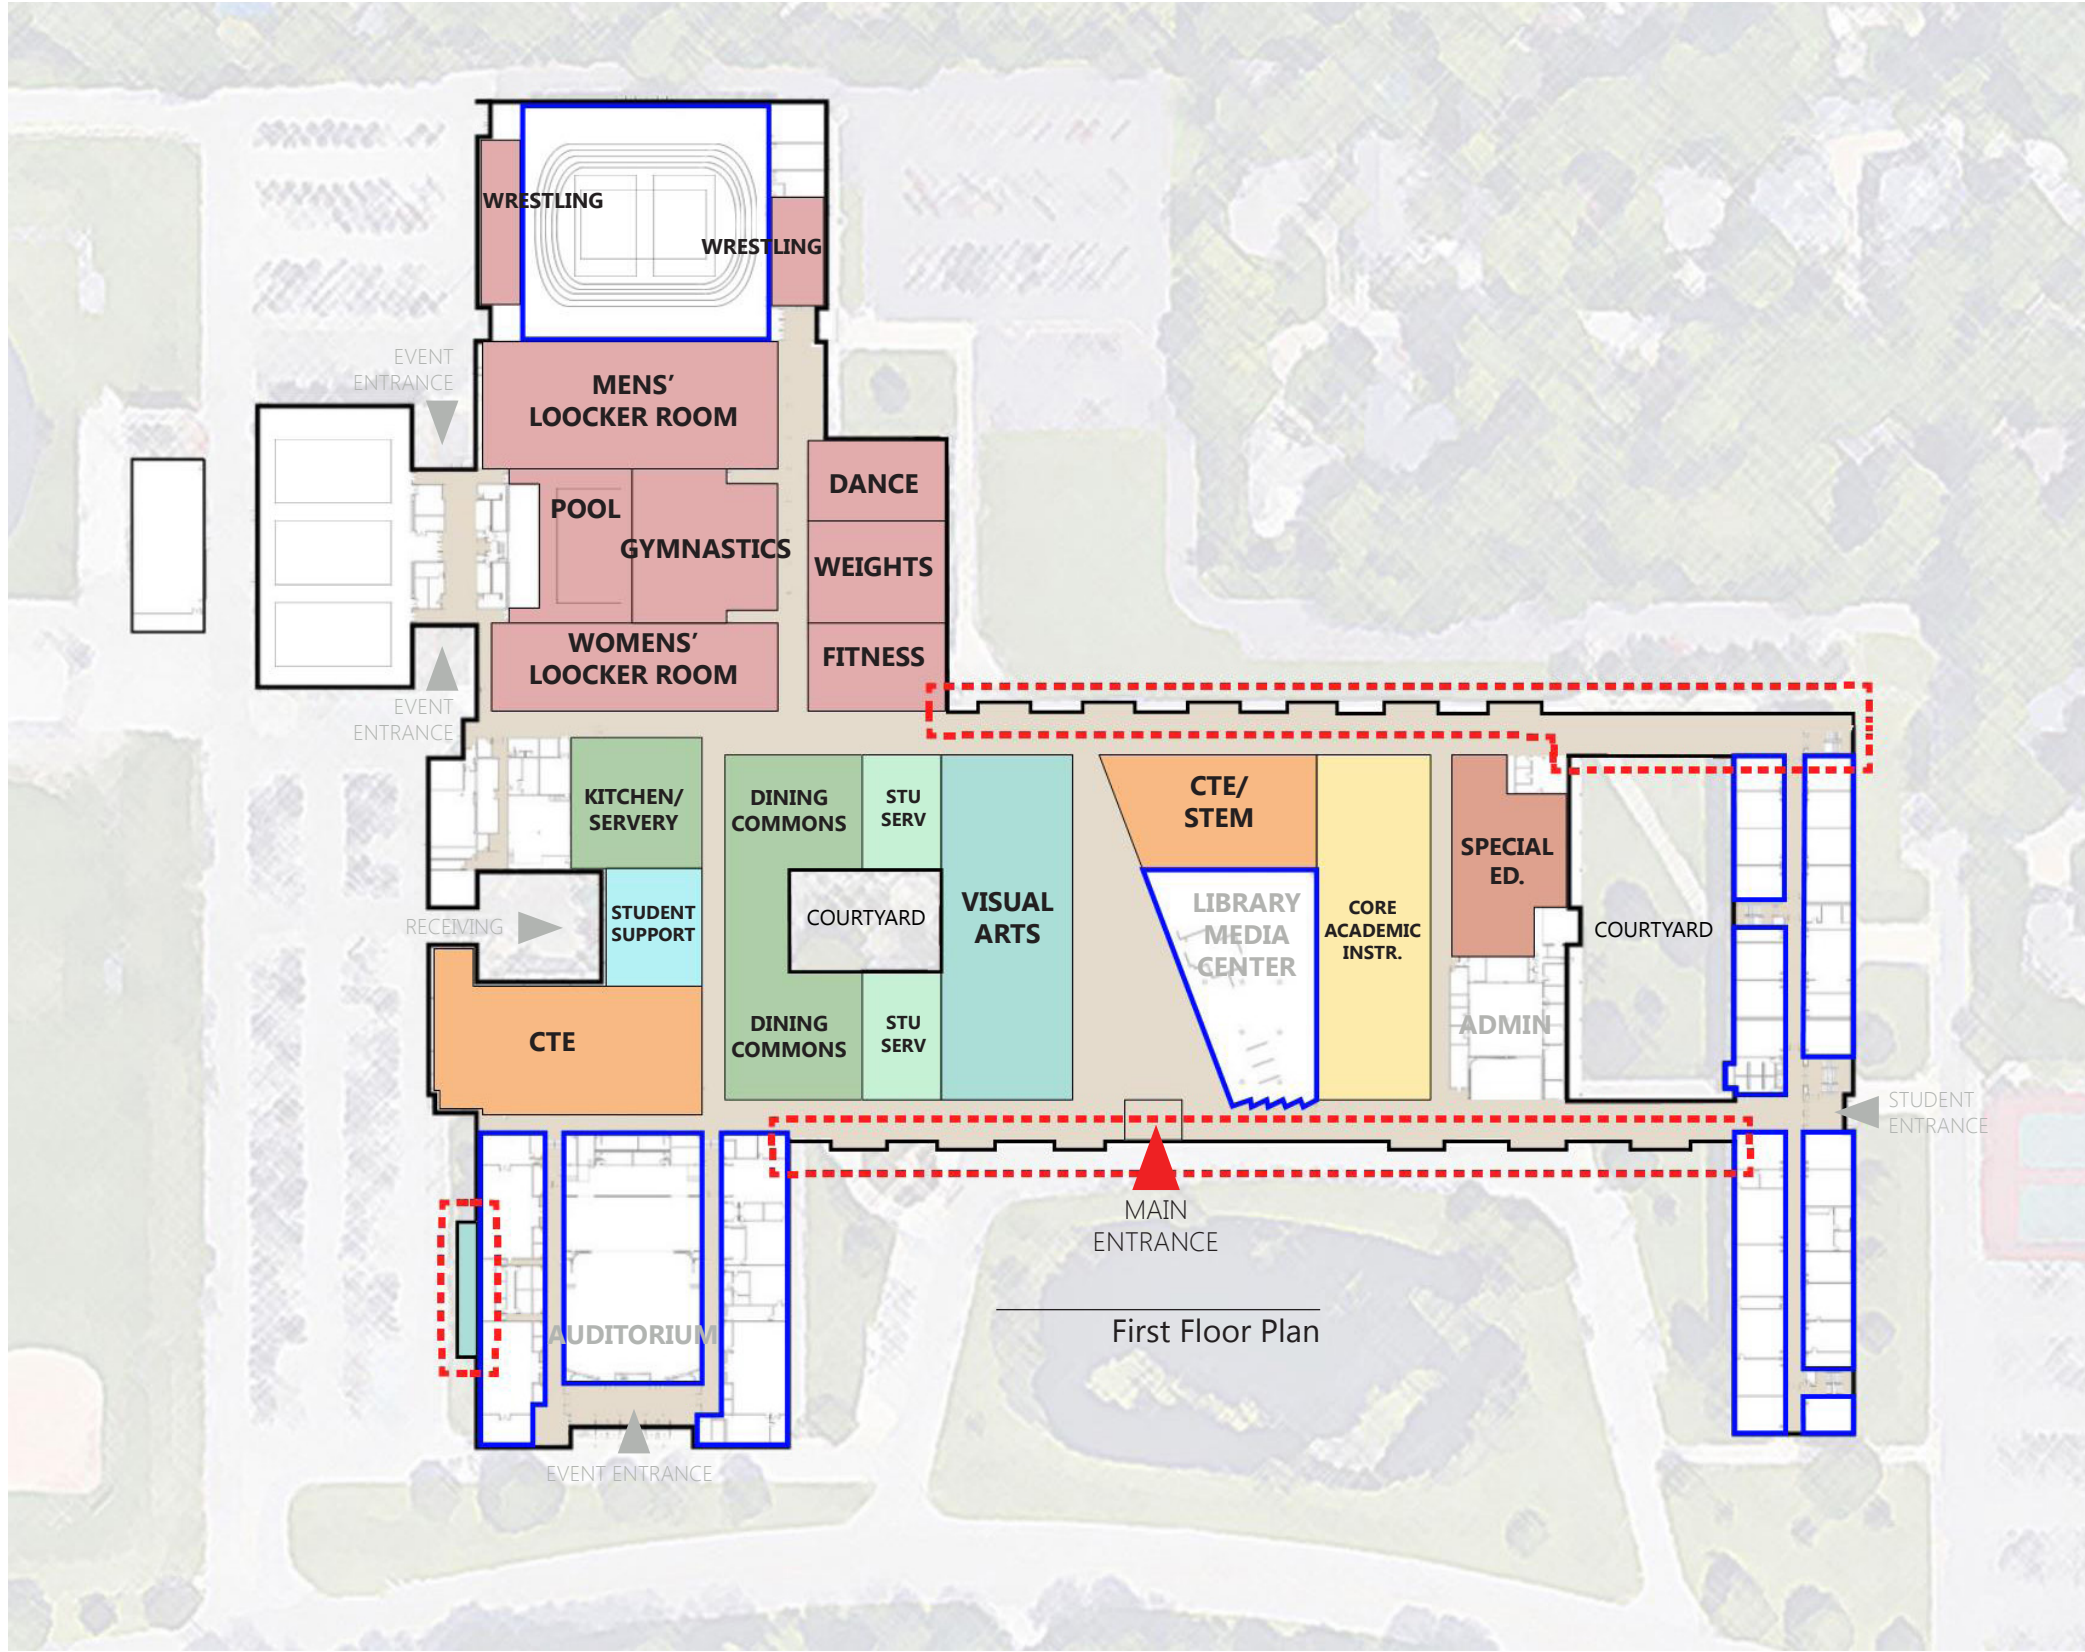 WRESTLING
WRESTLING
EVENT
ENTRANCE
MENS’
LOOCKER ROOM
DANCE
POOL
GYMNASTICS
WEIGHTS
WOMENS’
LOOCKER ROOM
FITNESS
EVENT
ENTRANCE
KITCHEN/
SERVERY
DINING
COMMONS
STU
SERV
CTE/
STEM
SPECIAL
ED.
STUDENT
SUPPORT
RECEIVING
COURTYARD
VISUAL
ARTS
LIBRARY
MEDIA
CENTER
CORE
ACADEMIC
INSTR.
COURTYARD
CTE
DINING
COMMONS
STU
SERV
ADMIN
STUDENT
ENTRANCE
MAIN
ENTRANCE
AUDITORIUM
First Floor Plan
EVENT ENTRANCE